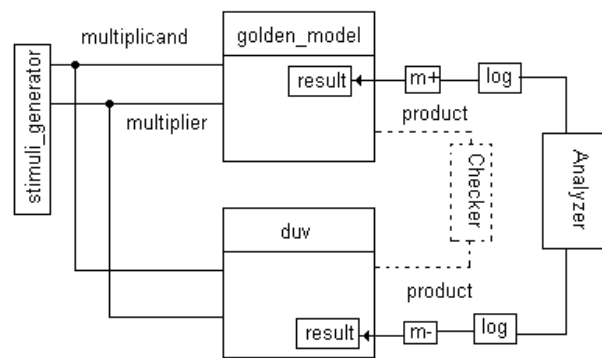 multiplicand
golden_model
result
m+
log
multiplier
product
stimuli_generator
Checker
Analyzer
duv
product
result
m-
log